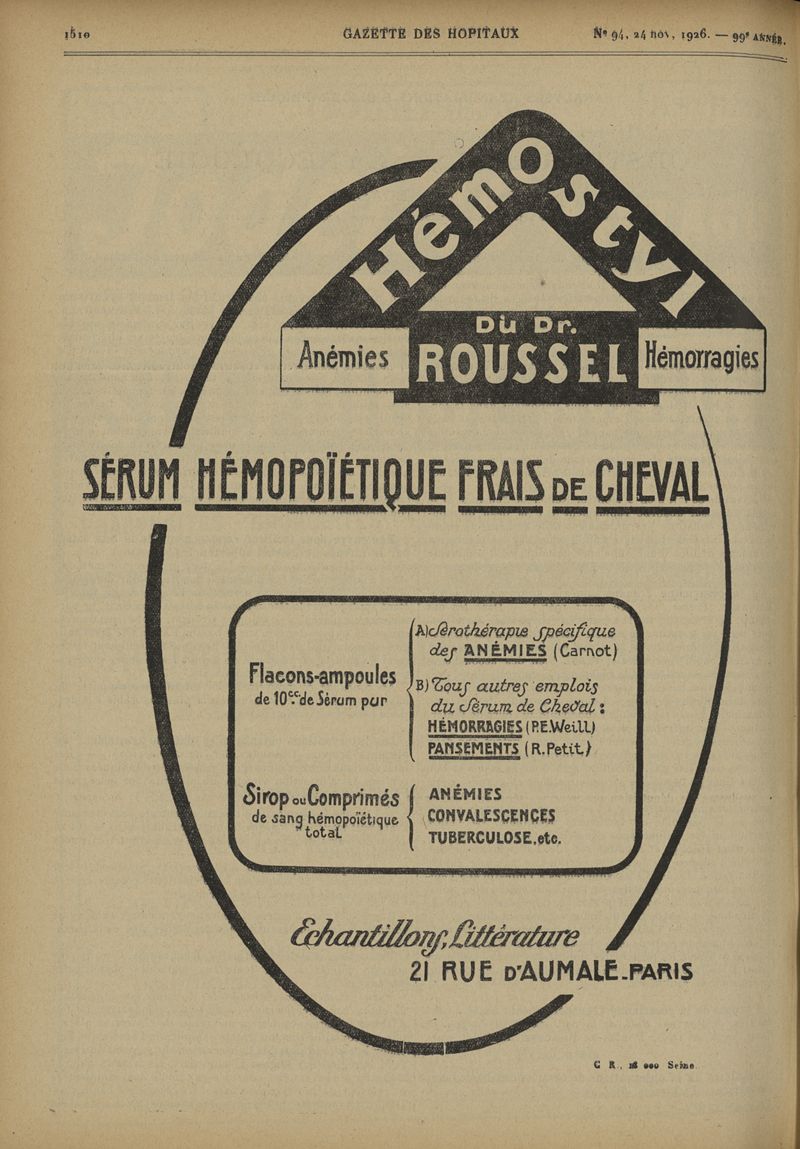 1510 GAZETTE DES HOPITAUX Nº 94, 24 nov, 1926. — 99ᵉ ANNÉE.
Hémostyl
Du Dr.
Anémies ROUSSEL Hémorragies
SÉRUM HÉMOPOÏÉTIQUE FRAIS DE CHEVAL
A) Sérothérapie spécifique
des ANÉMIES (Carnot)
Flacons-ampoules
de 10cc. de Sérum pur
B) Tous autres emplois
du Sérum de Cheval :
HÉMORRAGIES (P.E.Weill)
PANSEMENTS (R.Petit)
Sirop ou Comprimés
de sang hémopoïétique
total
ANÉMIES
CONVALESCENCES
TUBERCULOSE, etc.
Echantillons, Littérature
21 RUE D'AUMALE-PARIS
Seine